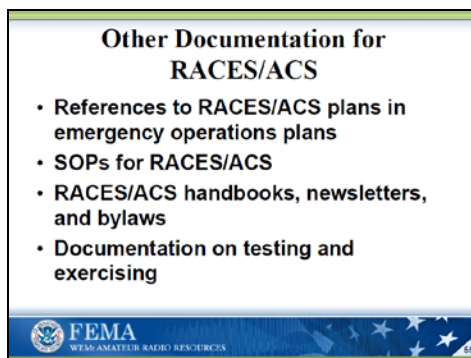 Other Documentation for
RACES/ACS
• References to RACES/ACS plans in
emergency operations plans
• SOPs for RACES/ACS
• RACES/ACS handbooks, newsletters,
and bylaws
• Documentation on testing and
exercising
FEMA
WEMt AMATEUR RADIO RESOURCES